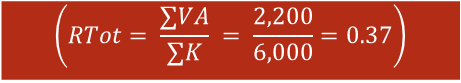 (RTot = ∑VA / ∑K = 2,200 / 6,000 = 0.37)